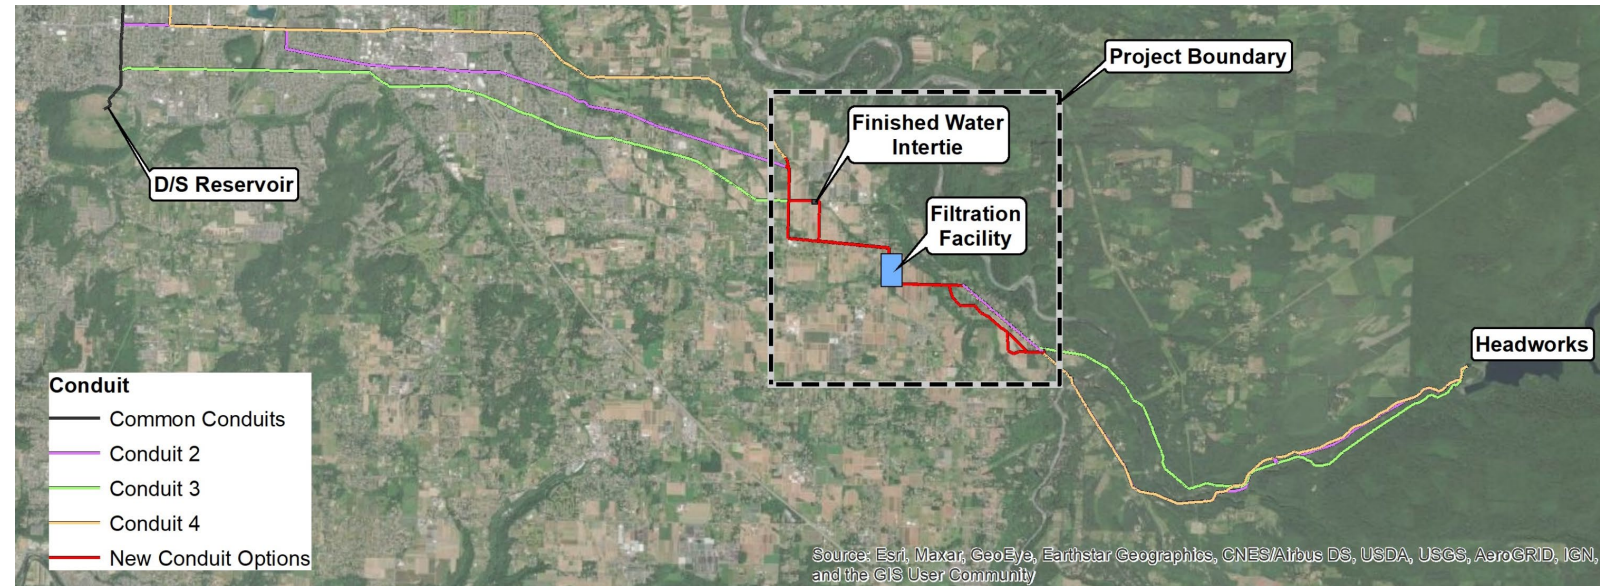 Project Boundary
Finished Water
Intertie
D/S Reservoir
Filtration
Facility
Headworks
Conduit
Common Conduits
Conduit 2
Conduit 3
Conduit 4
New Conduit Options
Source: Esri, Maxar, GeoEye, Earthstar Geographics, CNES/Airbus DS, USDA, USGS, AeroGRID, IGN,
and the GIS User Community